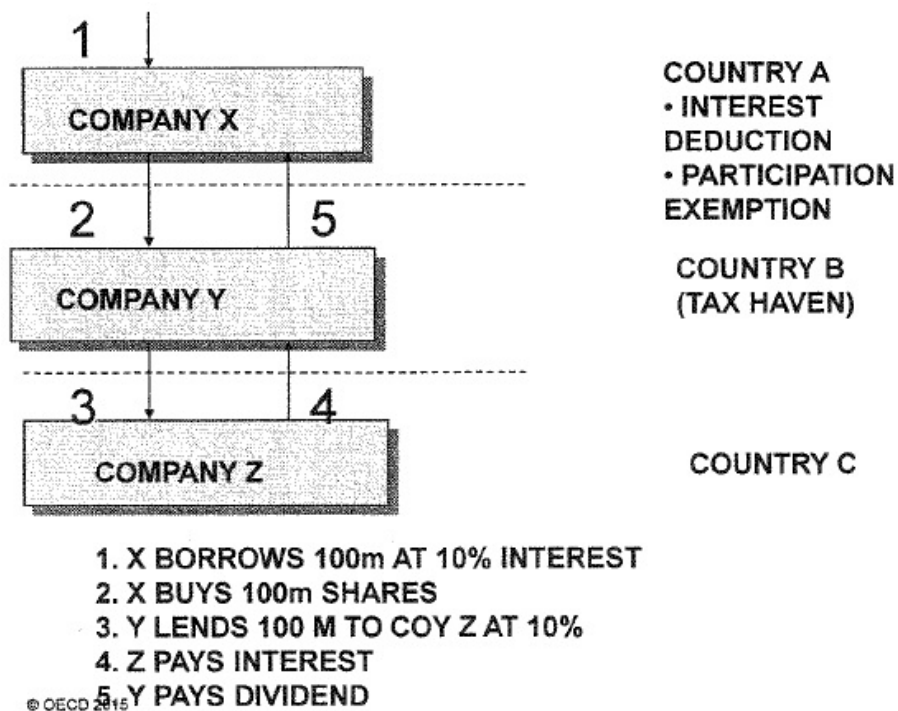 1
COMPANY X
COUNTRY A
• INTEREST
DEDUCTION
• PARTICIPATION
EXEMPTION
2
5
COMPANY Y
COUNTRY B
(TAX HAVEN)
3
4
COMPANY Z
COUNTRY C
1. X BORROWS 100m AT 10% INTEREST
2. X BUYS 100m SHARES
3. Y LENDS 100 M TO COY Z AT 10%
4. Z PAYS INTEREST
5. Y PAYS DIVIDEND
© OECD 2015